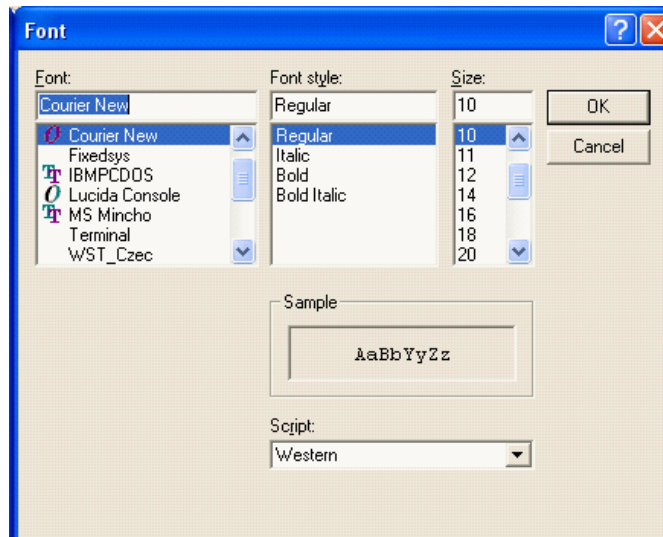 Font
Font:
Courier New
Courier New
Fixedsys
IBMPCDOS
Lucida Console
MS Mincho
Terminal
WST_Czec
Font style:
Regular
Regular
Italic
Bold
Bold Italic
Size:
10
10
11
12
14
16
18
20
OK
Cancel
Sample
AaBbYyZz
Script:
Western